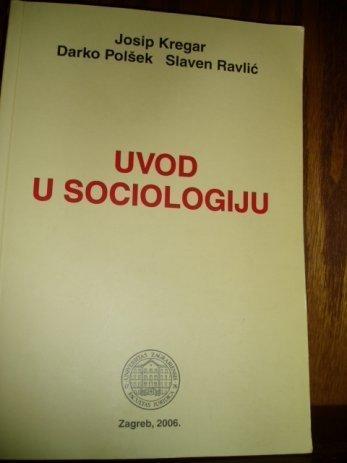 Josip Kregar
Darko Polšek Slaven Ravlić
UVOD
U SOCIOLOGIJU
Zagreb, 2006.